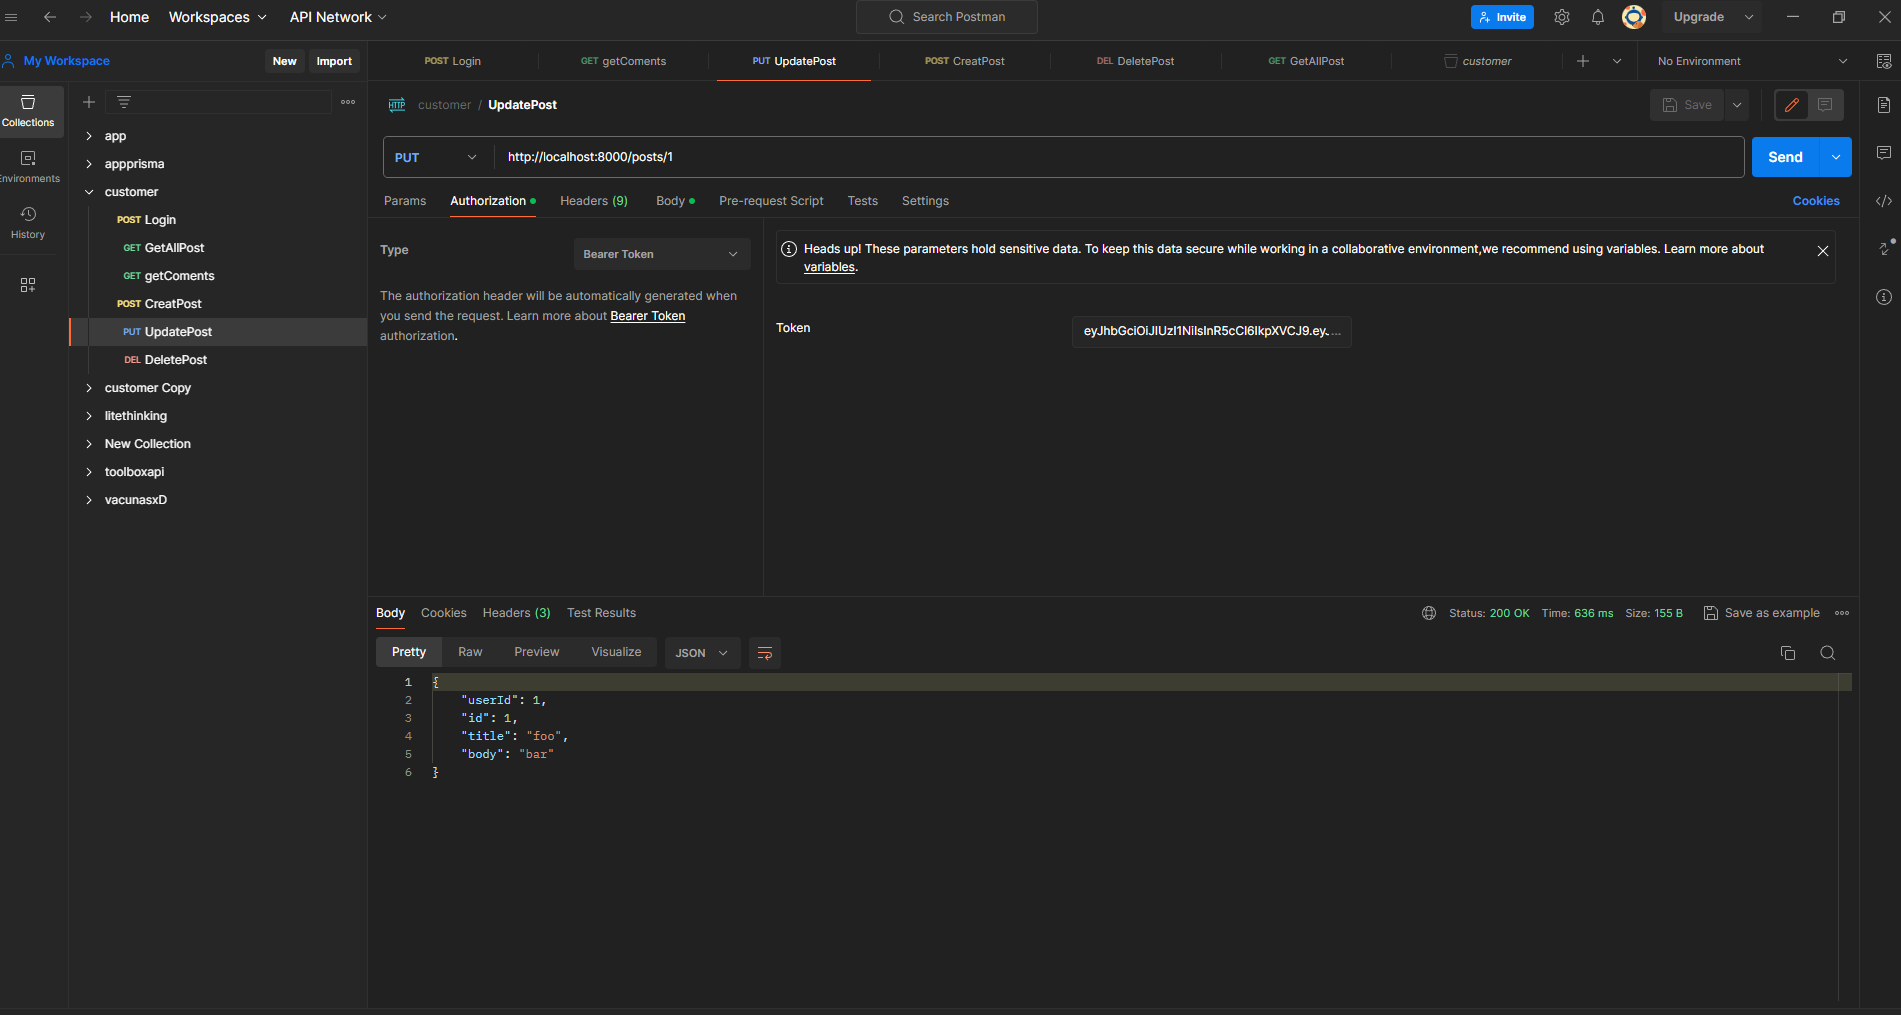 Home Workspaces API Network Search Postman Invite Upgrade
My Workspace New Import POST Login GET getComents PUT UpdatePost POST CreatPost DEL DeletePost GET GetAllPost customer No Environment
Collections
Environments
History
app
appprisma
customer
POST Login
GET GetAllPost
GET getComents
POST CreatPost
PUT UpdatePost
DEL DeletePost
customer Copy
litethinking
New Collection
toolboxapi
vacunasxD
HTTP customer / UpdatePost Save
PUT http://localhost:8000/posts/1 Send
Params Authorization Headers (9) Body Pre-request Script Tests Settings Cookies
Type Bearer Token
The authorization header will be automatically generated when
you send the request. Learn more about Bearer Token
authorization.
Heads up! These parameters hold sensitive data. To keep this data secure while working in a collaborative environment,we recommend using variables. Learn more about
variables.
Token eyJhbGciOiJIUzI1NiIsInR5cCI6IkpXVCJ9.eyJ...
Body Cookies Headers (3) Test Results Status: 200 OK Time: 636 ms Size: 155 B Save as example
Pretty Raw Preview Visualize JSON
1 {
2 "userId": 1,
3 "id": 1,
4 "title": "foo",
5 "body": "bar"
6 }